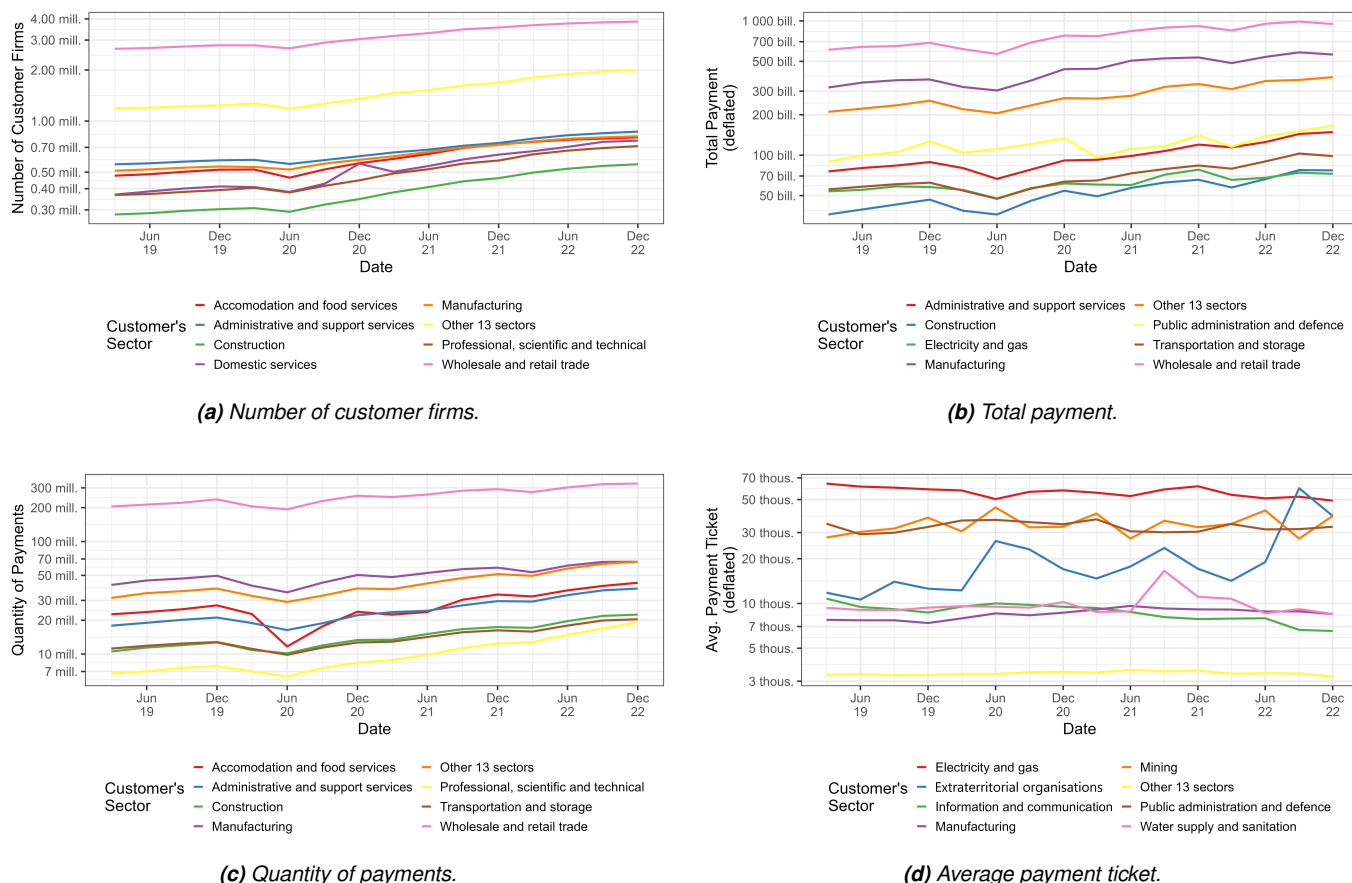 4.00 mill.
3.00 mill.
2.00 mill.
1.00 mill.
0.70 mill.
0.50 mill.
0.40 mill.
0.30 mill.
Number of Customer Firms
Jun Dec Jun Dec Jun Dec Jun Dec
19 19 20 20 21 21 22 22
Date
Customer's
Sector
Accomodation and food services
Administrative and support services
Construction
Domestic services
Manufacturing
Other 13 sectors
Professional, scientific and technical
Wholesale and retail trade
(a) Number of customer firms.
1 000 bill.
700 bill.
500 bill.
300 bill.
200 bill.
100 bill.
70 bill.
50 bill.
Total Payment
(deflated)
Jun Dec Jun Dec Jun Dec Jun Dec
19 19 20 20 21 21 22 22
Date
Customer's
Sector
Administrative and support services
Construction
Electricity and gas
Manufacturing
Other 13 sectors
Public administration and defence
Transportation and storage
Wholesale and retail trade
(b) Total payment.
300 mill.
200 mill.
100 mill.
70 mill.
50 mill.
30 mill.
20 mill.
10 mill.
7 mill.
Quantity of Payments
Jun Dec Jun Dec Jun Dec Jun Dec
19 19 20 20 21 21 22 22
Date
Customer's
Sector
Accomodation and food services
Administrative and support services
Construction
Manufacturing
Other 13 sectors
Professional, scientific and technical
Transportation and storage
Wholesale and retail trade
(c) Quantity of payments.
70 thous.
50 thous.
30 thous.
20 thous.
10 thous.
7 thous.
5 thous.
3 thous.
Avg. Payment Ticket
(deflated)
Jun Dec Jun Dec Jun Dec Jun Dec
19 19 20 20 21 21 22 22
Date
Customer's
Sector
Electricity and gas
Extraterritorial organisations
Information and communication
Manufacturing
Mining
Other 13 sectors
Public administration and defence
Water supply and sanitation
(d) Average payment ticket.